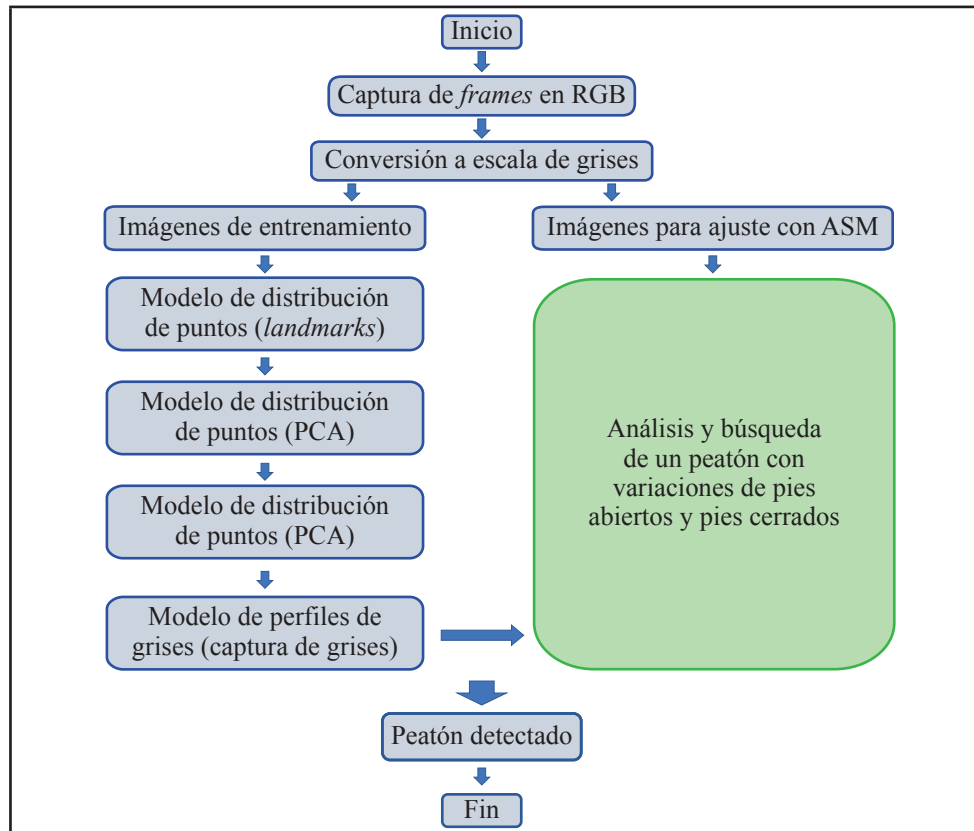 Inicio
Captura de frames en RGB
Conversión a escala de grises
Imágenes de entrenamiento
Modelo de distribución
de puntos (landmarks)
Modelo de distribución
de puntos (PCA)
Modelo de distribución
de puntos (PCA)
Modelo de perfiles de
grises (captura de grises)
Imágenes para ajuste con ASM
Análisis y búsqueda
de un peatón con
variaciones de pies
abiertos y pies cerrados
Peatón detectado
Fin